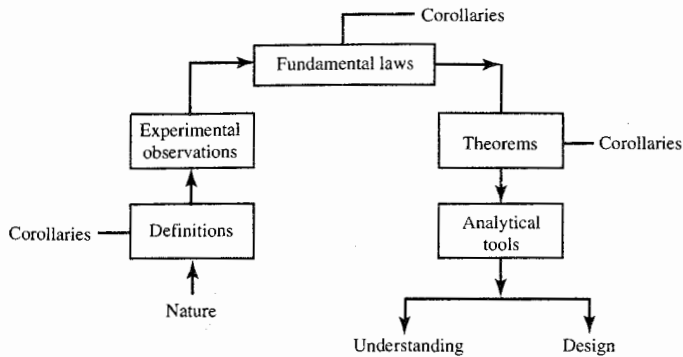 Corollaries
Fundamental laws
Experimental
observations
Theorems
Corollaries
Corollaries
Definitions
Analytical
tools
Nature
Understanding
Design